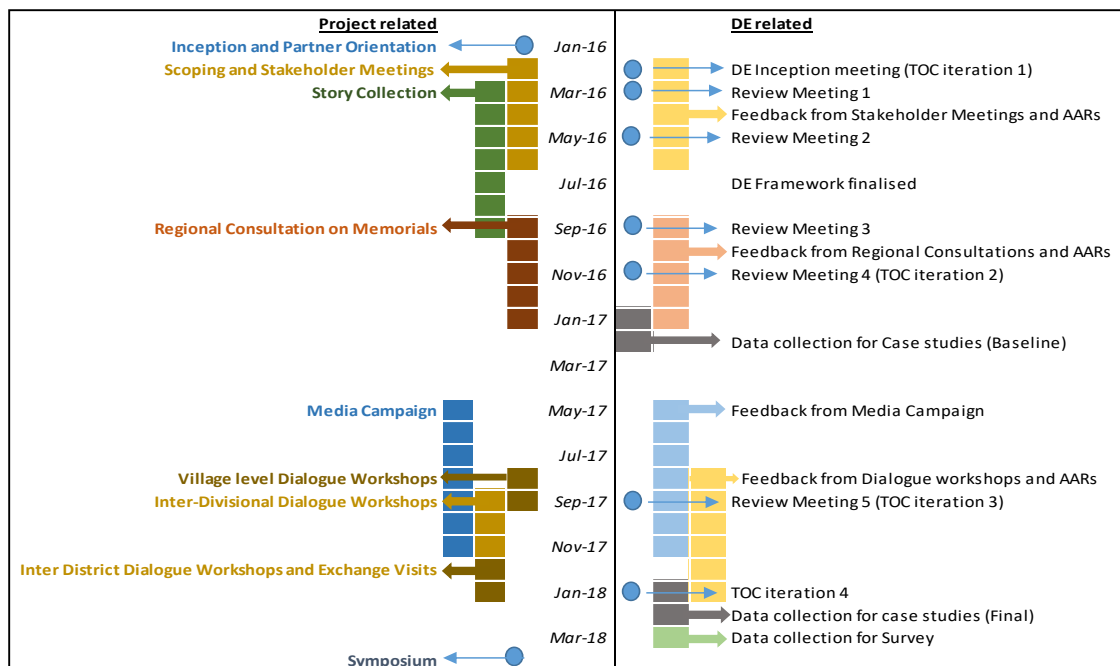 Project related
DE related
Inception and Partner Orientation
Jan-16
Scoping and Stakeholder Meetings
DE Inception meeting (TOC iteration 1)
Story Collection
Mar-16
Review Meeting 1
Feedback from Stakeholder Meetings and AARs
May-16
Review Meeting 2
Jul-16
DE Framework finalised
Regional Consultation on Memorials
Sep-16
Review Meeting 3
Feedback from Regional Consultations and AARs
Nov-16
Review Meeting 4 (TOC iteration 2)
Jan-17
Data collection for Case studies (Baseline)
Mar-17
Media Campaign
May-17
Feedback from Media Campaign
Jul-17
Village level Dialogue Workshops
Feedback from Dialogue workshops and AARs
Inter-Divisional Dialogue Workshops
Sep-17
Review Meeting 5 (TOC iteration 3)
Nov-17
Inter District Dialogue Workshops and Exchange Visits
Jan-18
TOC iteration 4
Data collection for case studies (Final)
Mar-18
Data collection for Survey
Symposium